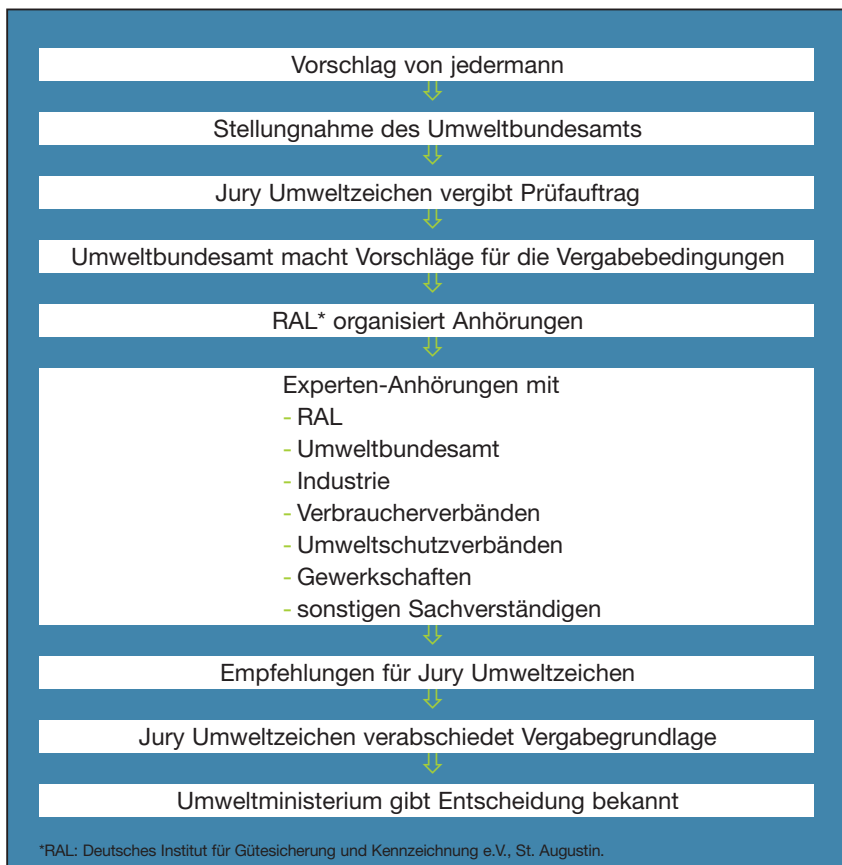 Vorschlag von jedermann
Stellungnahme des Umweltbundesamts
Jury Umweltzeichen vergibt Prüfauftrag
Umweltbundesamt macht Vorschläge für die Vergabebedingungen
RAL* organisiert Anhörungen
Experten-Anhörungen mit
- RAL
- Umweltbundesamt
- Industrie
- Verbraucherverbänden
- Umweltschutzverbänden
- Gewerkschaften
- sonstigen Sachverständigen
Empfehlungen für Jury Umweltzeichen
Jury Umweltzeichen verabschiedet Vergabegrundlage
Umweltministerium gibt Entscheidung bekannt
*RAL: Deutsches Institut für Gütesicherung und Kennzeichnung e.V., St. Augustin.